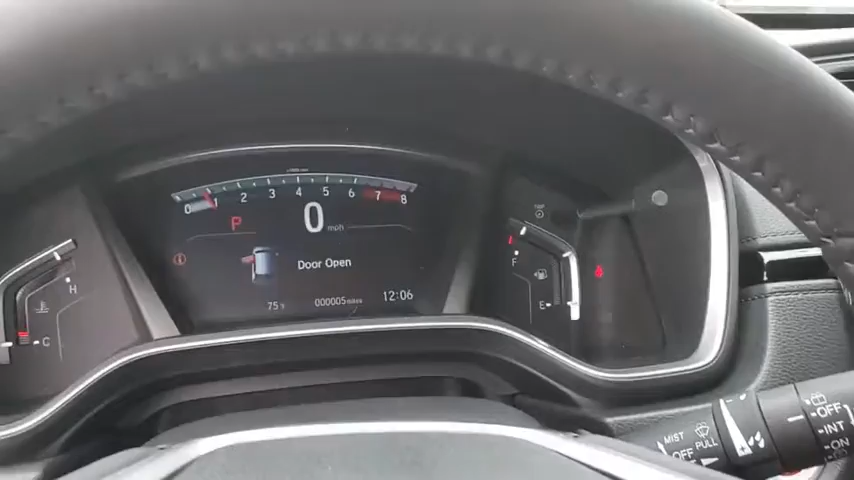 0 1 2 3 4 5 6 7 8
P
0 mph
Door Open
75°F
000005 miles
12:06
H
C
TRIP
F
E
MIST
OFF
PULL
OFF
INT
ON